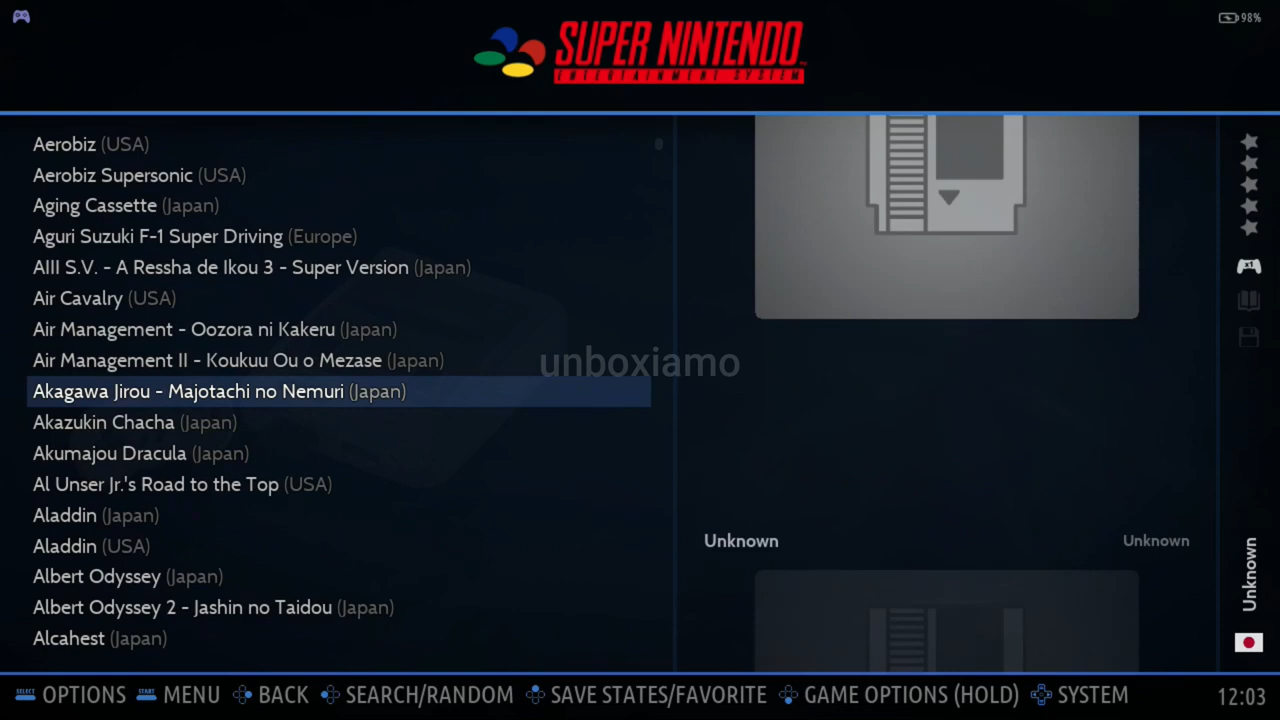 98%
SUPER NINTENDO
ENTERTAINMENT SYSTEM
Aerobiz (USA)
Aerobiz Supersonic (USA)
Aging Cassette (Japan)
Aguri Suzuki F-1 Super Driving (Europe)
AIII S.V. - A Ressha de Ikou 3 - Super Version (Japan)
Air Cavalry (USA)
Air Management - Oozora ni Kakeru (Japan)
Air Management II - Koukuu Ou o Mezase (Japan)
Akagawa Jirou - Majotachi no Nemuri (Japan)
Akazukin Chacha (Japan)
Akumajou Dracula (Japan)
Al Unser Jr.'s Road to the Top (USA)
Aladdin (Japan)
Aladdin (USA)
Albert Odyssey (Japan)
Albert Odyssey 2 - Jashin no Taidou (Japan)
Alcahest (Japan)
unboxiamo
Unknown Unknown
x1
Unknown
SELECT OPTIONS START MENU BACK SEARCH/RANDOM SAVE STATES/FAVORITE GAME OPTIONS (HOLD) SYSTEM 12:03